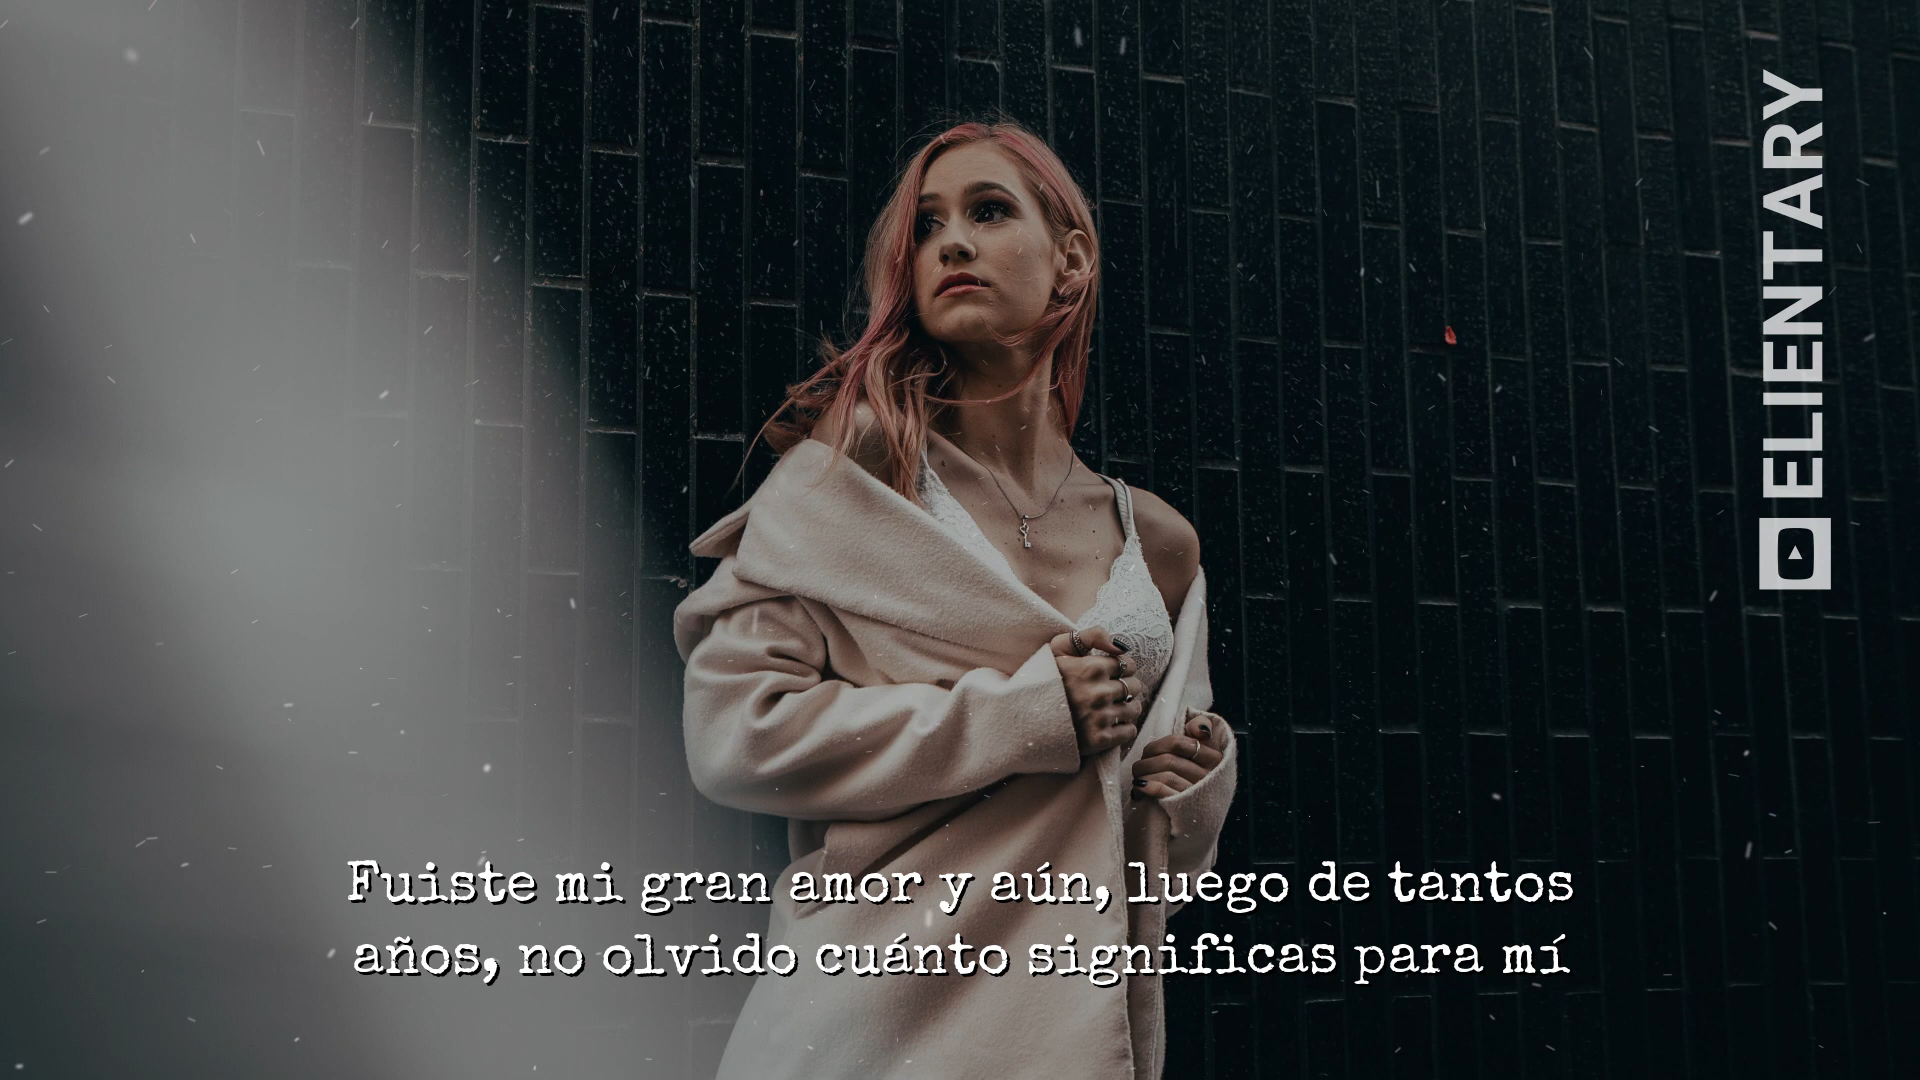 ELIENTARY
Fuiste mi gran amor y aún, luego de tantos
años, no olvido cuánto significas para mí